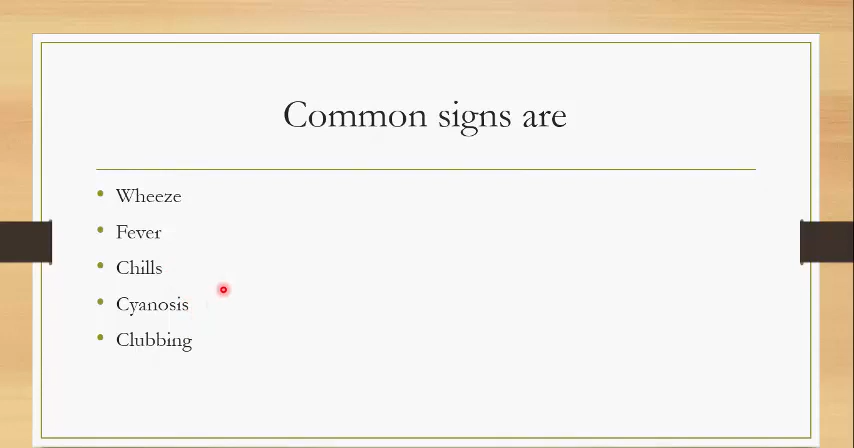 Common signs are
• Wheeze
• Fever
• Chills
• Cyanosis
• Clubbing